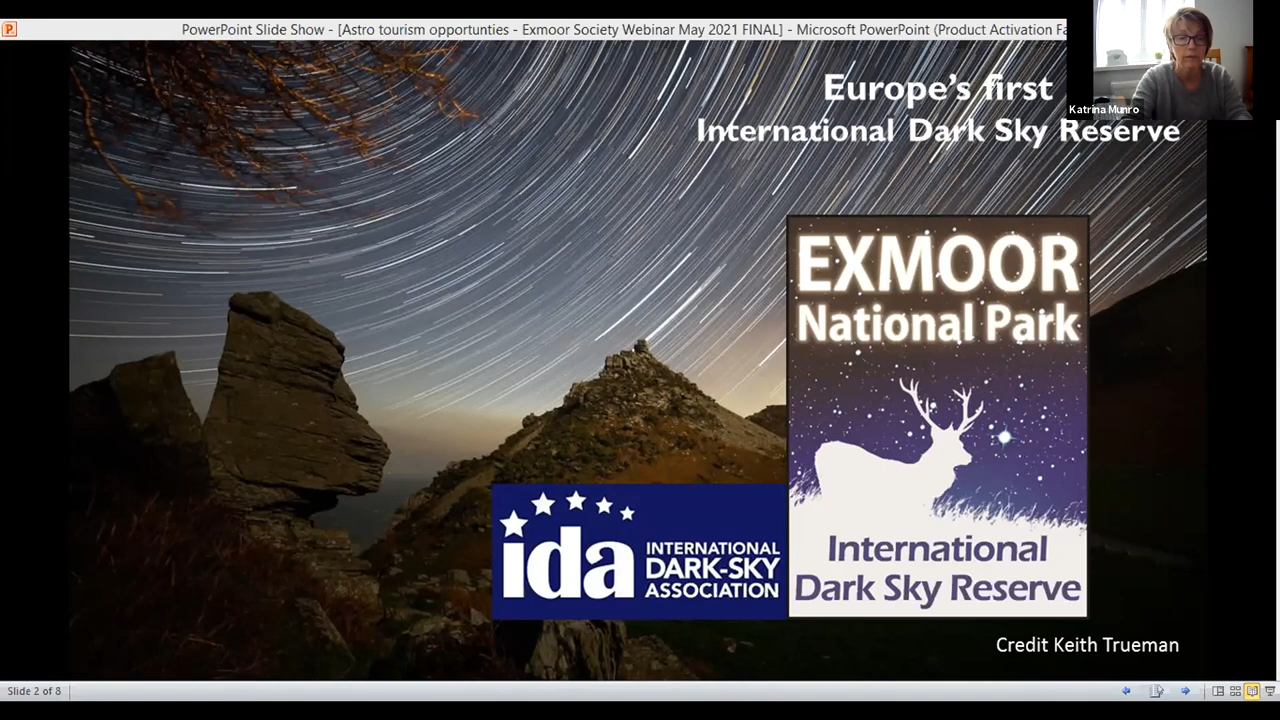 PowerPoint Slide Show - [Astro tourism opportunties - Exmoor Society Webinar May 2021 FINAL] - Microsoft PowerPoint (Product Activation Fa
Katrina Munro
Europe's first
International Dark Sky Reserve
EXMOOR
National Park
International
Dark Sky Reserve
ida
INTERNATIONAL
DARK-SKY
ASSOCIATION
Credit Keith Trueman
Slide 2 of 8